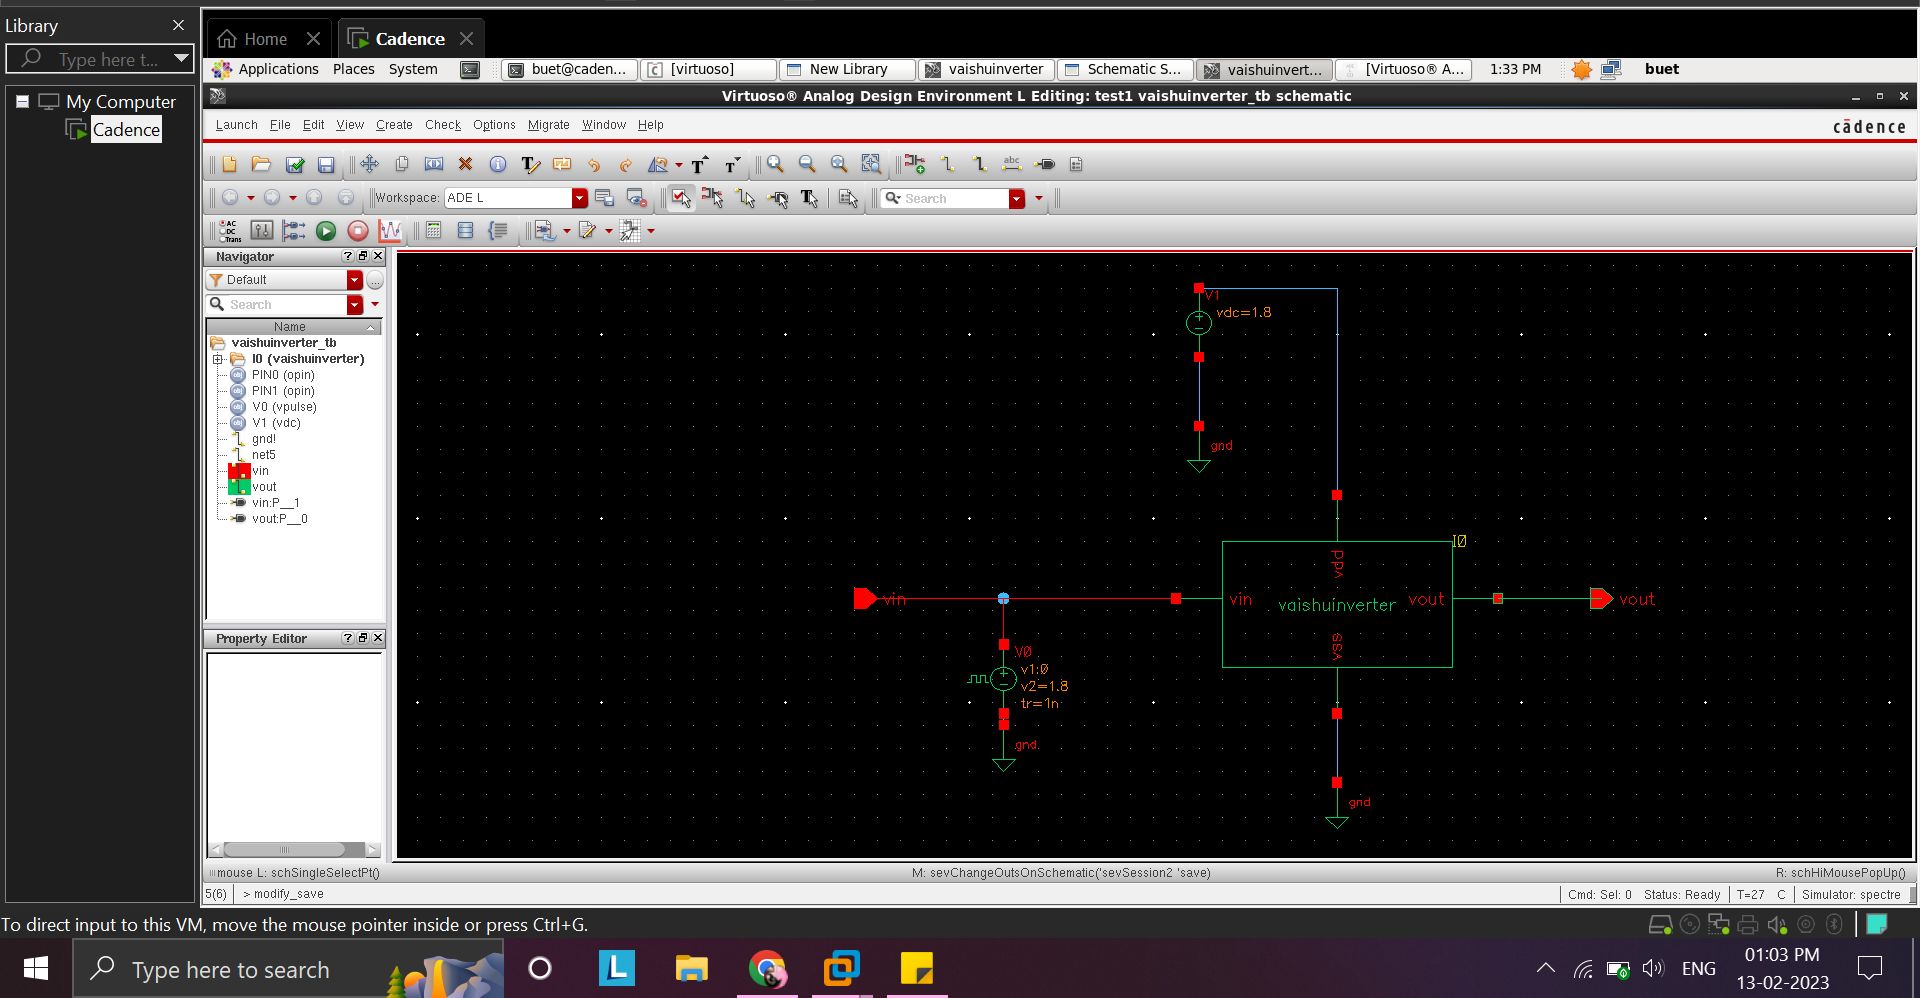 Library
Home
Cadence
Type here t...
My Computer
Cadence
Applications Places System buet@caden... [virtuoso] New Library vaishuinverter Schematic S... vaishuinvert... [Virtuoso® A... 1:33 PM buet
Virtuoso® Analog Design Environment L Editing: test1 vaishuinverter_tb schematic
Launch File Edit View Create Check Options Migrate Window Help
cādence
Workspace: ADE L
Search
AC
DC
Trans
Navigator
Default
Search
Name
vaishuinverter_tb
I0 (vaishuinverter)
PIN0 (opin)
PIN1 (opin)
V0 (vpulse)
V1 (vdc)
gnd!
net5
vin
vout
vin:P__1
vout:P__0
Property Editor
V1
vdc=1.8
gnd
I0
vdd
vin
vin
vaishuinverter
vout
vout
vss
V0
v1:0
v2=1.8
tr=1n
gnd
gnd
mouse L: schSingleSelectPt()
M: sevChangeOutsOnSchematic('sevSession2 'save)
R: schHiMousePopUp()
5(6) > modify_save
Cmd: Sel: 0 Status: Ready T=27 C Simulator: spectre
To direct input to this VM, move the mouse pointer inside or press Ctrl+G.
Type here to search
L
ENG
01:03 PM
13-02-2023